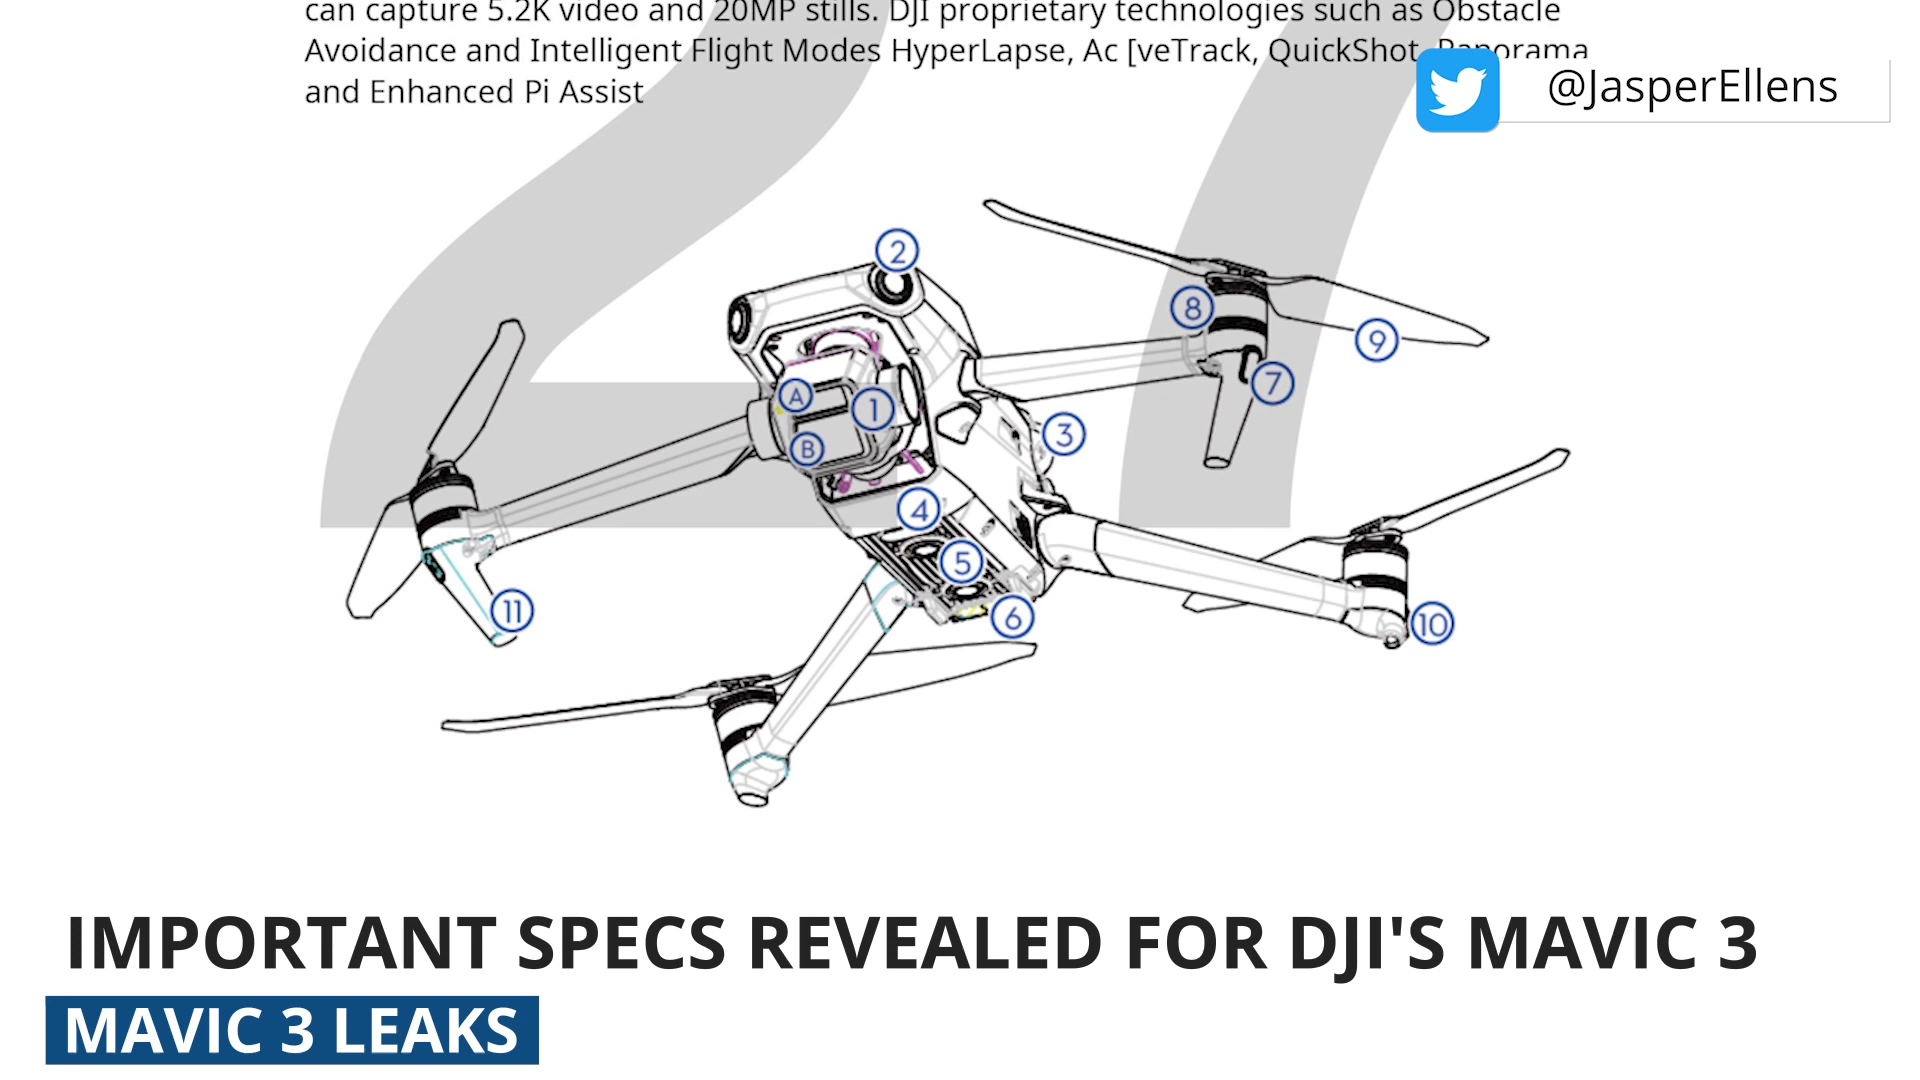 can capture 5.2K video and 20MP stills. DJI proprietary technologies such as Obstacle
Avoidance and Intelligent Flight Modes HyperLapse, Ac [veTrack, QuickShot, Panorama
and Enhanced Pi Assist
@JasperEllens
27
2
8
9
7
A
1
3
B
4
5
11
6
10
IMPORTANT SPECS REVEALED FOR DJI'S MAVIC 3
MAVIC 3 LEAKS